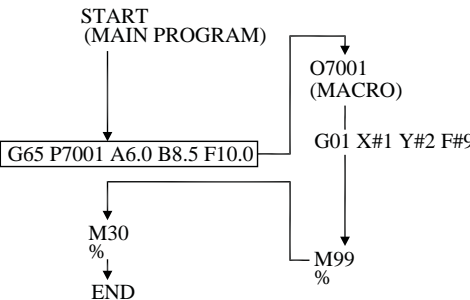 START
(MAIN PROGRAM)
G65 P7001 A6.0 B8.5 F10.0
O7001
(MACRO)
G01 X#1 Y#2 F#9
M99
%
M30
%
END